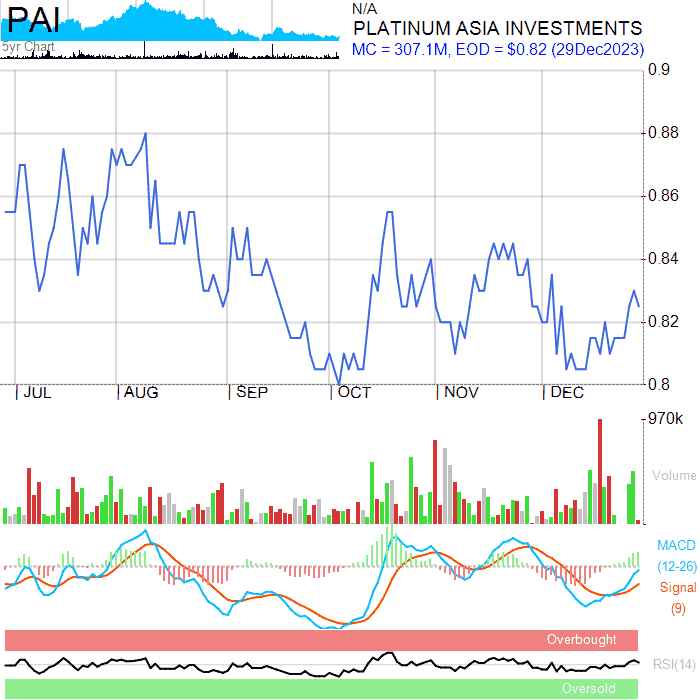 PAI
5yr Chart
N/A
PLATINUM ASIA INVESTMENTS
MC = 307.1M, EOD = $0.82 (29Dec2023)
0.9
0.88
0.86
0.84
0.82
0.8
JUL AUG SEP OCT NOV DEC
970k
Volume
MACD
(12-26)
Signal
(9)
Overbought
RSI(14)
Oversold